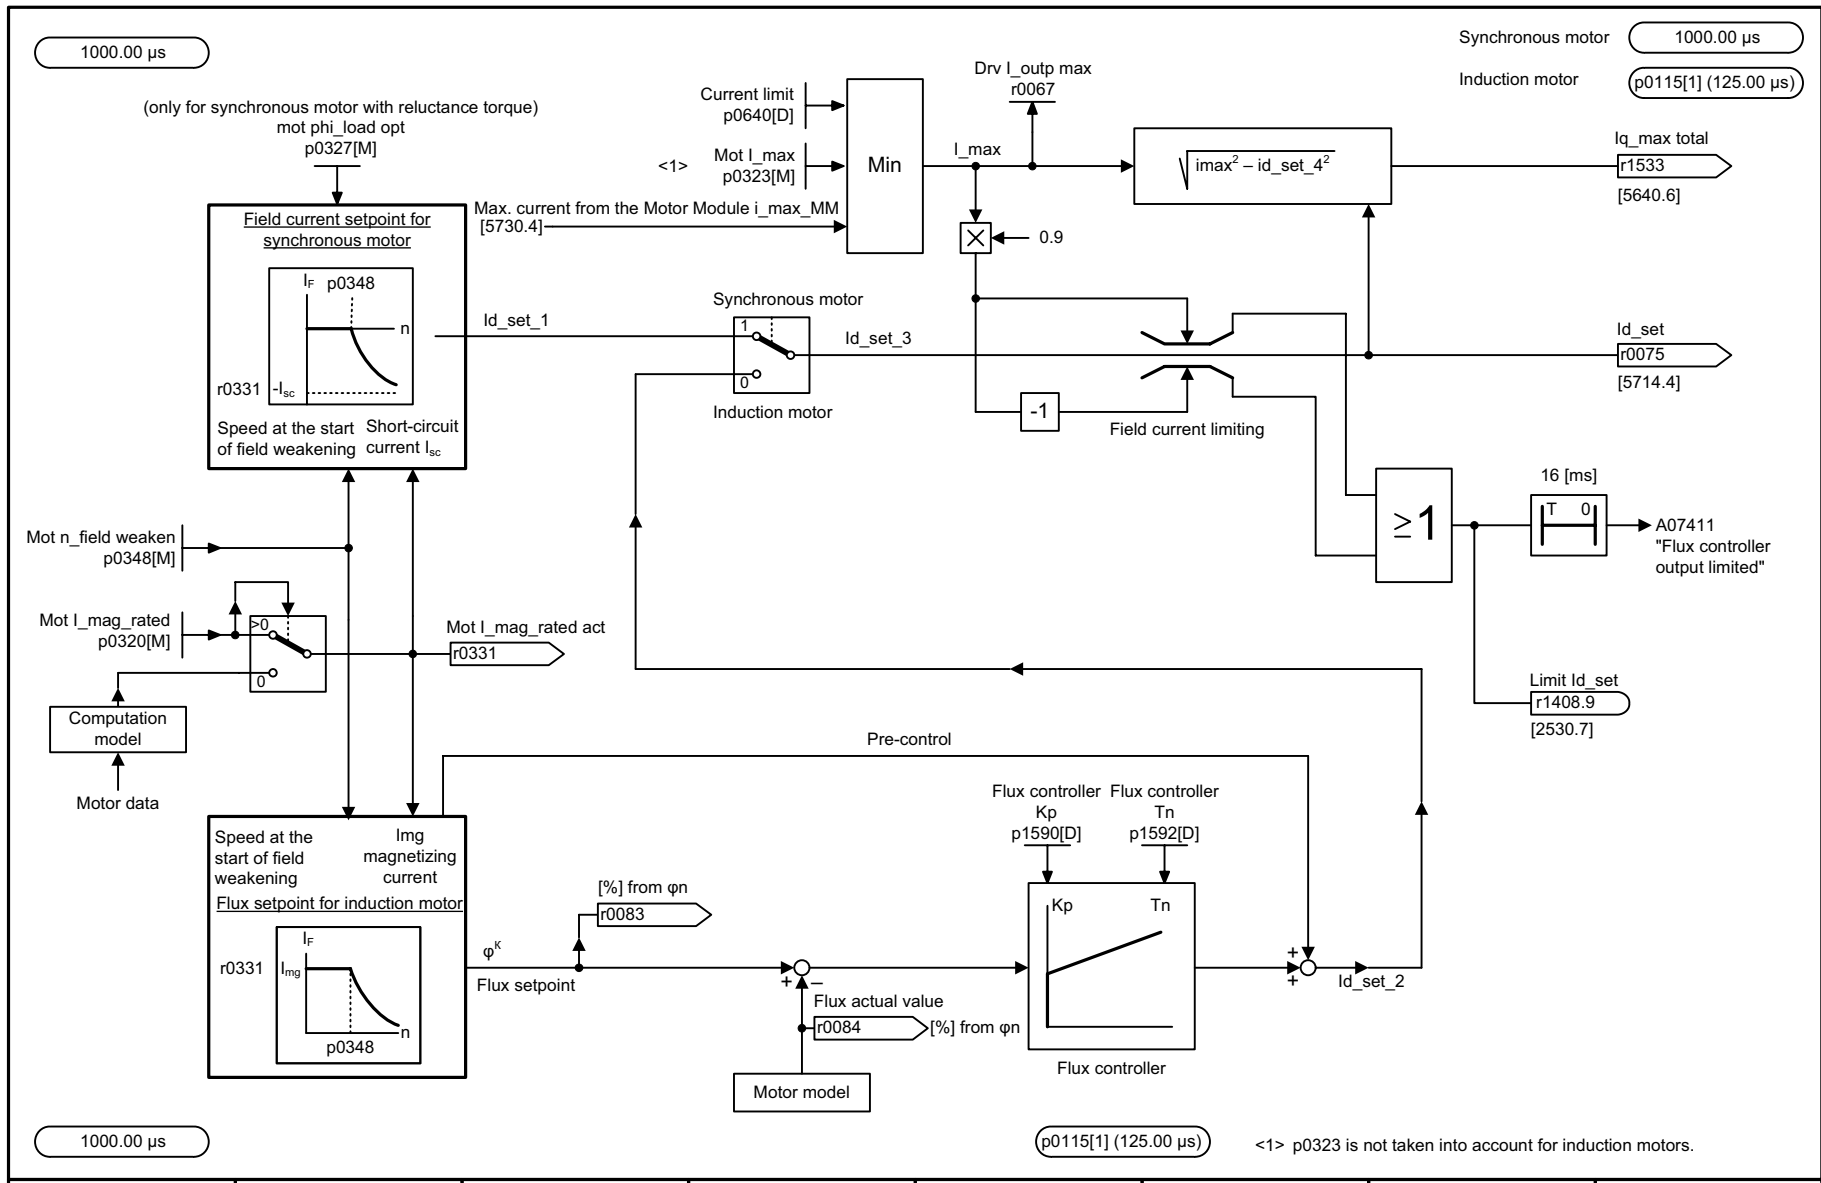 1000.00 µs
Synchronous motor 1000.00 µs
Induction motor p0115[1] (125.00 µs)
(only for synchronous motor with reluctance torque)
mot phi_load opt
p0327[M]
Current limit
p0640[D]
<1> Mot I_max
p0323[M]
Max. current from the Motor Module i_max_MM
[5730.4]
Min
Drv I_outp max
r0067
I_max
√ imax² – id_set_4²
Iq_max total
r1533
[5640.6]
0.9
Field current setpoint for
synchronous motor
I_F p0348
n
r0331 -I_sc
Speed at the start
of field weakening
Short-circuit
current I_sc
Id_set_1
Synchronous motor
1
0
Induction motor
Id_set_3
-1
Field current limiting
Id_set
r0075
[5714.4]
≥1
16 [ms]
T 0
A07411
"Flux controller
output limited"
Limit Id_set
r1408.9
[2530.7]
Mot n_field weaken
p0348[M]
Mot I_mag_rated
p0320[M]
>0
0
Mot I_mag_rated act
r0331
Computation
model
Motor data
Pre-control
Speed at the
start of field
weakening
Img
magnetizing
current
Flux setpoint for induction motor
I_F
r0331 I_mg
n
p0348
φᴷ
Flux setpoint
[%] from φn
r0083
+ –
Flux actual value
r0084 [%] from φn
Motor model
Flux controller
Kp
p1590[D]
Flux controller
Tn
p1592[D]
Kp Tn
Flux controller
+
+
Id_set_2
1000.00 µs
p0115[1] (125.00 µs)
<1> p0323 is not taken into account for induction motors.